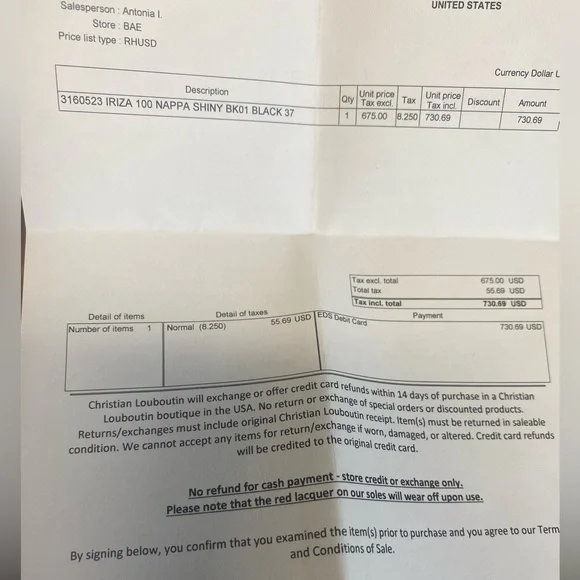 Salesperson : Antonia I.
UNITED STATES
Store : BAE
Price list type : RHUSD
Currency Dollar L
Description Qty Unit price Tax excl. Tax Unit price Tax incl. Discount Amount
3160523 IRIZA 100 NAPPA SHINY BK01 BLACK 37 1 675.00 8.250 730.69 730.69
Tax excl. total 675.00 USD
Total tax 55.69 USD
Tax incl. total 730.69 USD
Detail of items Detail of taxes Payment
Number of items 1 Normal (8.250) 55.69 USD EDS Debit Card 730.69 USD
Christian Louboutin will exchange or offer credit card refunds within 14 days of purchase in a Christian
Louboutin boutique in the USA. No return or exchange of special orders or discounted products.
Returns/exchanges must include original Christian Louboutin receipt. Item(s) must be returned in saleable
condition. We cannot accept any items for return/exchange if worn, damaged, or altered. Credit card refunds
will be credited to the original credit card.
No refund for cash payment - store credit or exchange only.
Please note that the red lacquer on our soles will wear off upon use.
By signing below, you confirm that you examined the item(s) prior to purchase and you agree to our Term
and Conditions of Sale.